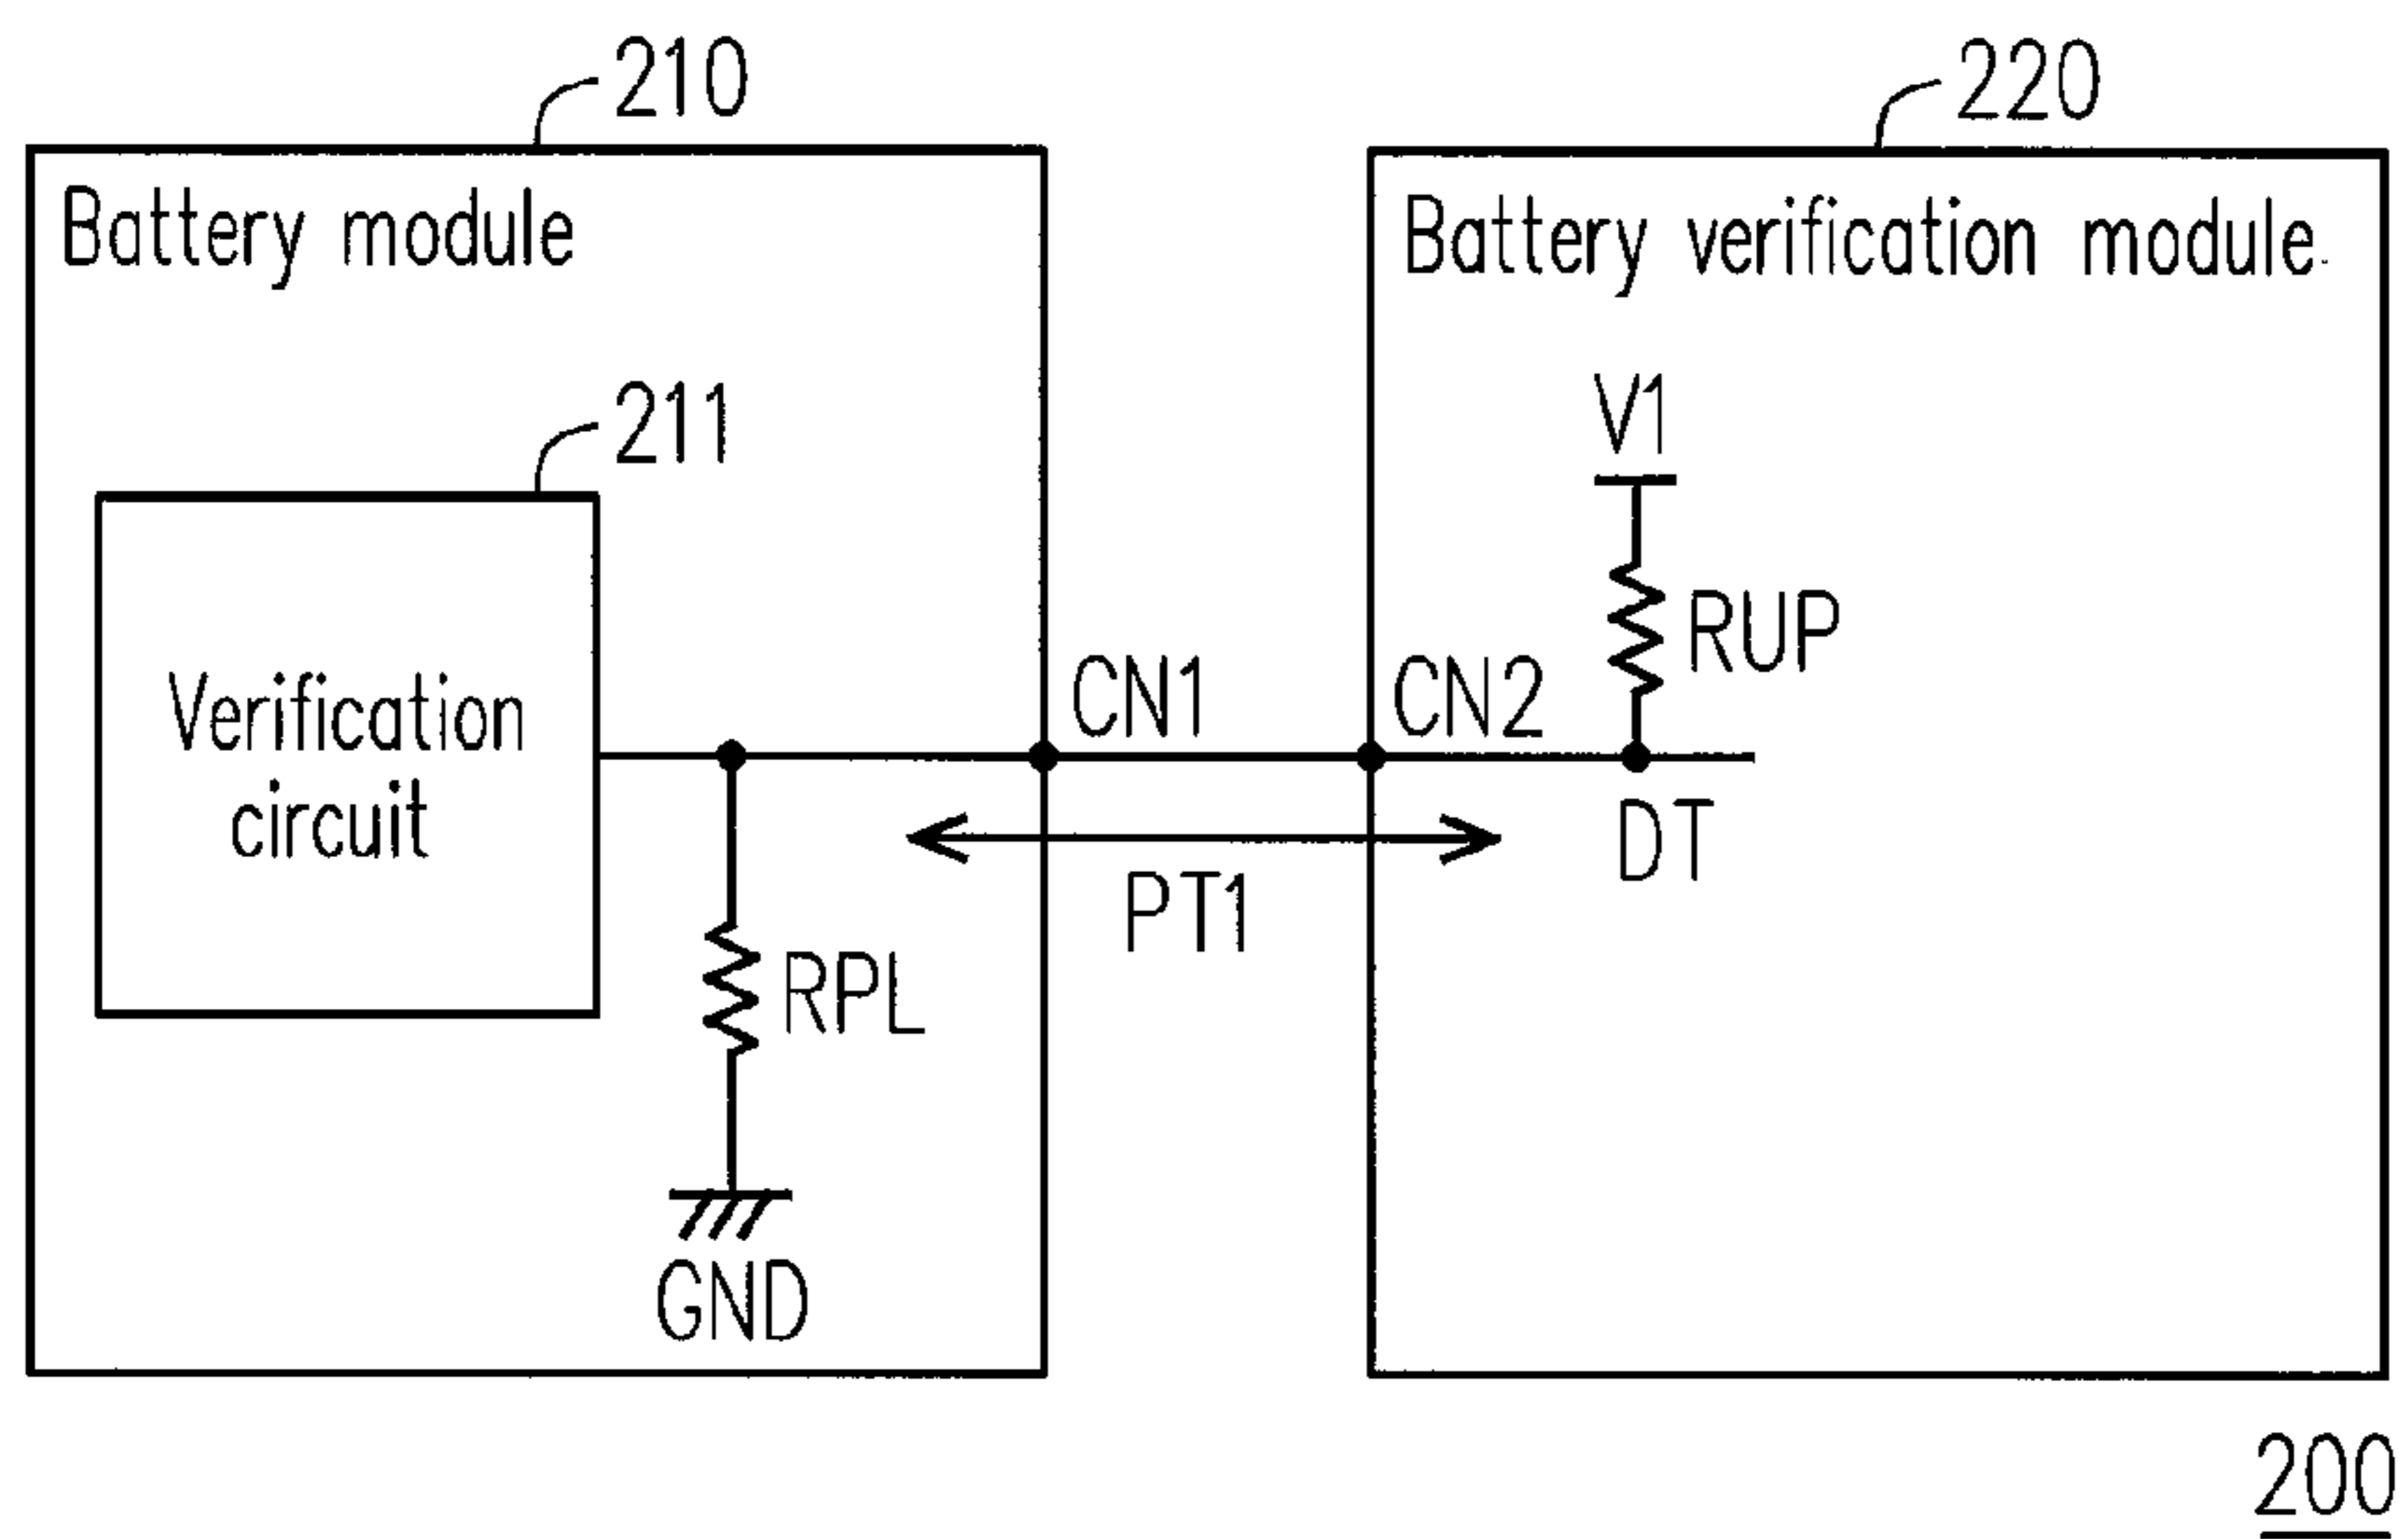 210
220
Battery module
Battery verification module
211
V1
RUP
Verification
circuit
CN1
CN2
DT
PT1
RPL
GND
200